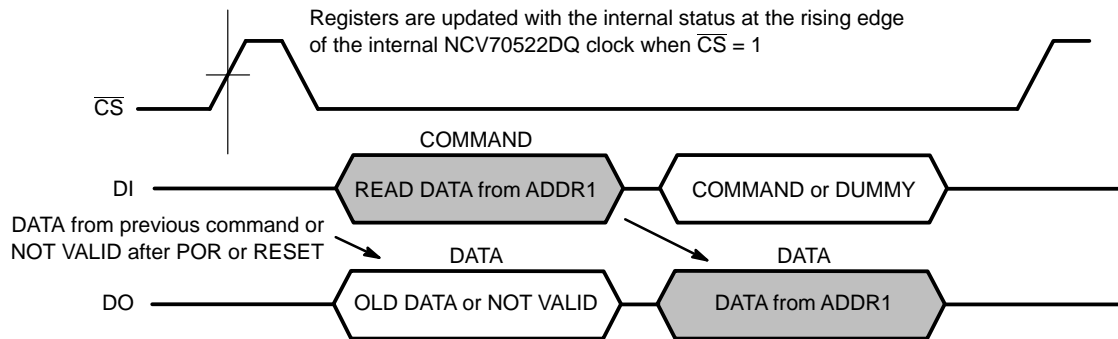 Registers are updated with the internal status at the rising edge
of the internal NCV70522DQ clock when CS = 1
CS
COMMAND
DI
READ DATA from ADDR1
COMMAND or DUMMY
DATA from previous command or
NOT VALID after POR or RESET
DATA
DATA
DO
OLD DATA or NOT VALID
DATA from ADDR1